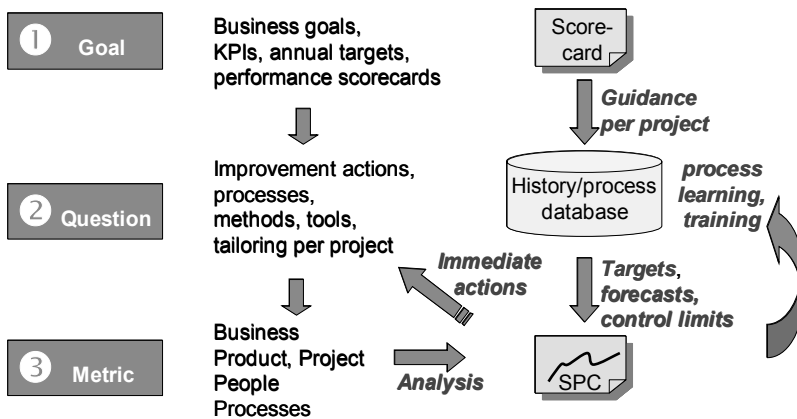 1 Goal
Business goals,
KPIs, annual targets,
performance scorecards
Score-
card
Guidance
per project
2 Question
Improvement actions,
processes,
methods, tools,
tailoring per project
History/process
database
process
learning,
training
Immediate
actions
Targets,
forecasts,
control limits
3 Metric
Business
Product, Project
People
Processes
Analysis
SPC